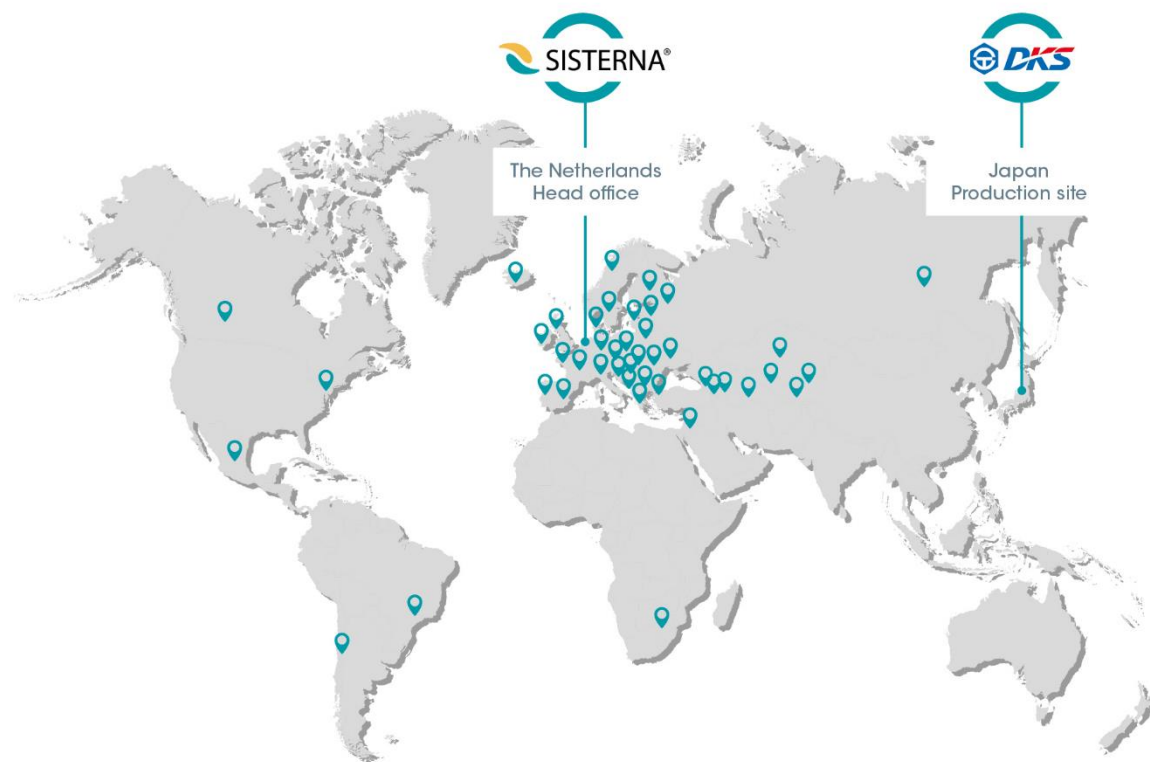 SISTERNA®
The Netherlands
Head office
DKS
Japan
Production site